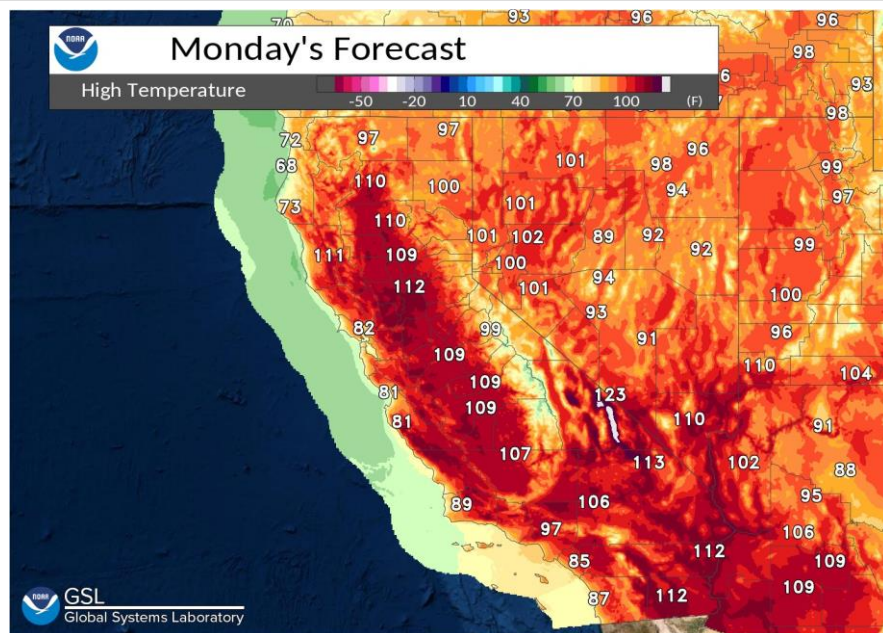 93 96 96
70
NOAA
Monday's Forecast
98
High Temperature
-50 -20 10 40 70 100 (F)
93
98
72 97 97 96
68 101 98 99
110 100 94 97
73 101
110 101 102 89 92 92 99
111 109 100
112 101 94 100
82 99 93 91 96
109 110 104
81 109 123
81 109 110 91
107 113 102 88
89 106 95
97 106
85 112 109
87 112 109
NOAA
GSL
Global Systems Laboratory